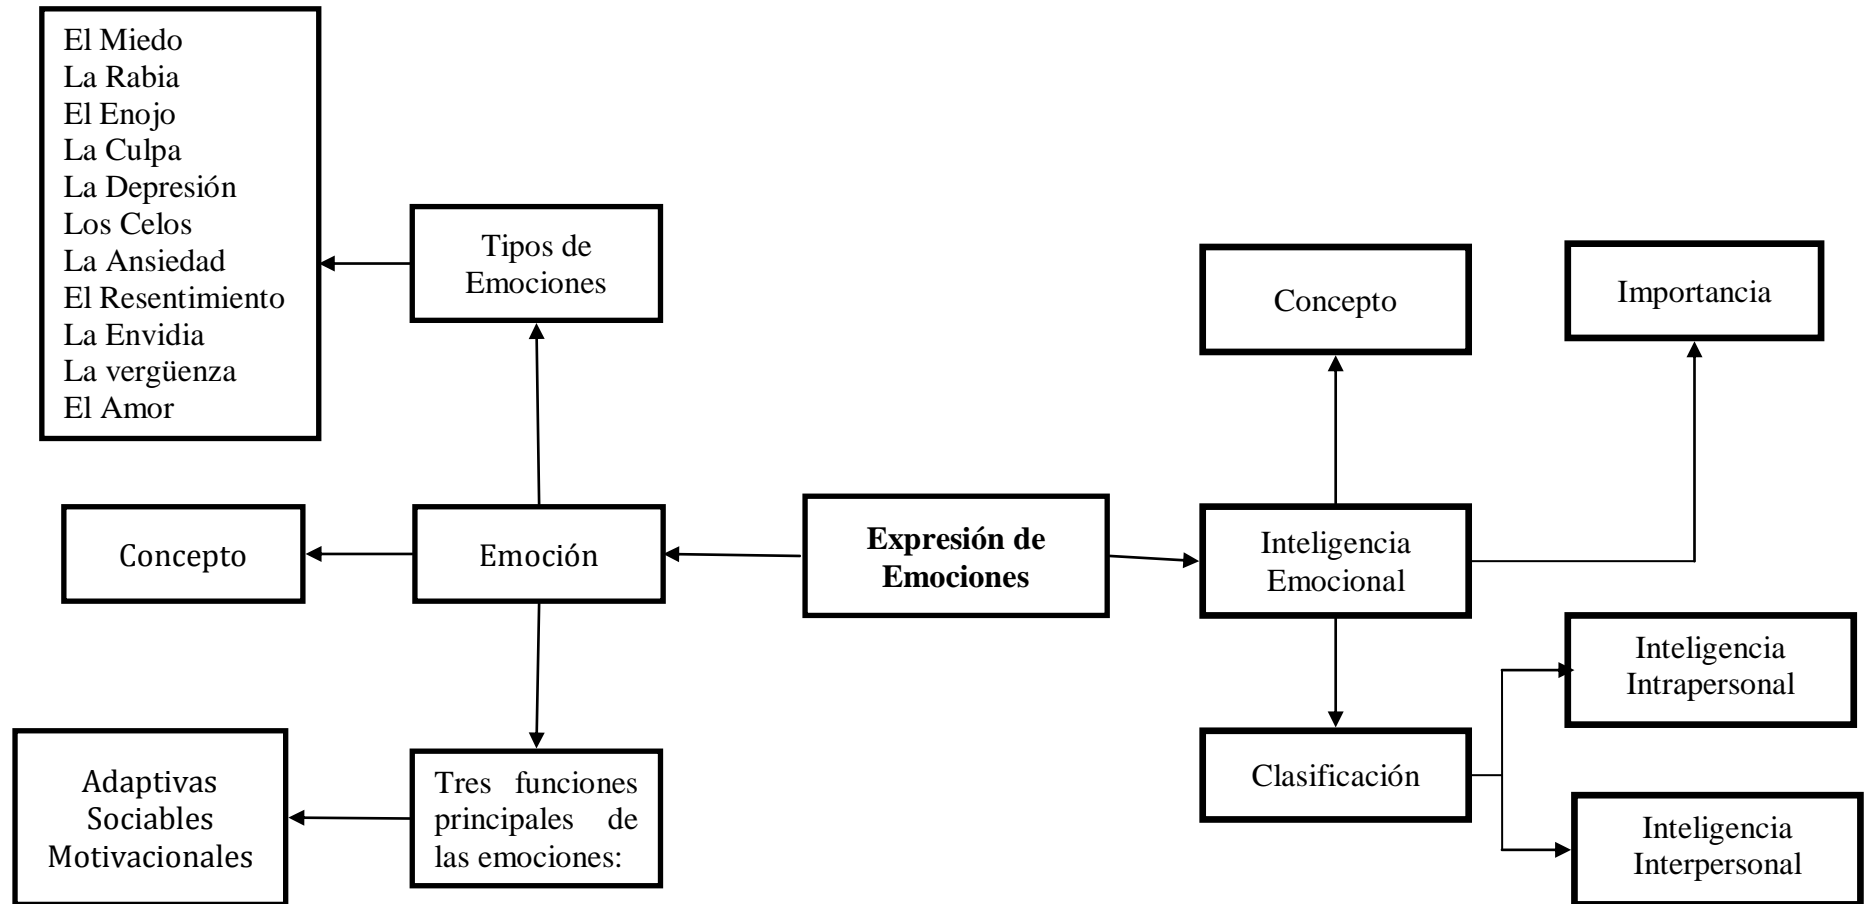 El Miedo
La Rabia
El Enojo
La Culpa
La Depresión
Los Celos
La Ansiedad
El Resentimiento
La Envidia
La vergüenza
El Amor
Tipos de
Emociones
Concepto
Importancia
Concepto
Emoción
Expresión de
Emociones
Inteligencia
Emocional
Inteligencia
Intrapersonal
Adaptivas
Sociables
Motivacionales
Tres funciones
principales de
las emociones:
Clasificación
Inteligencia
Interpersonal